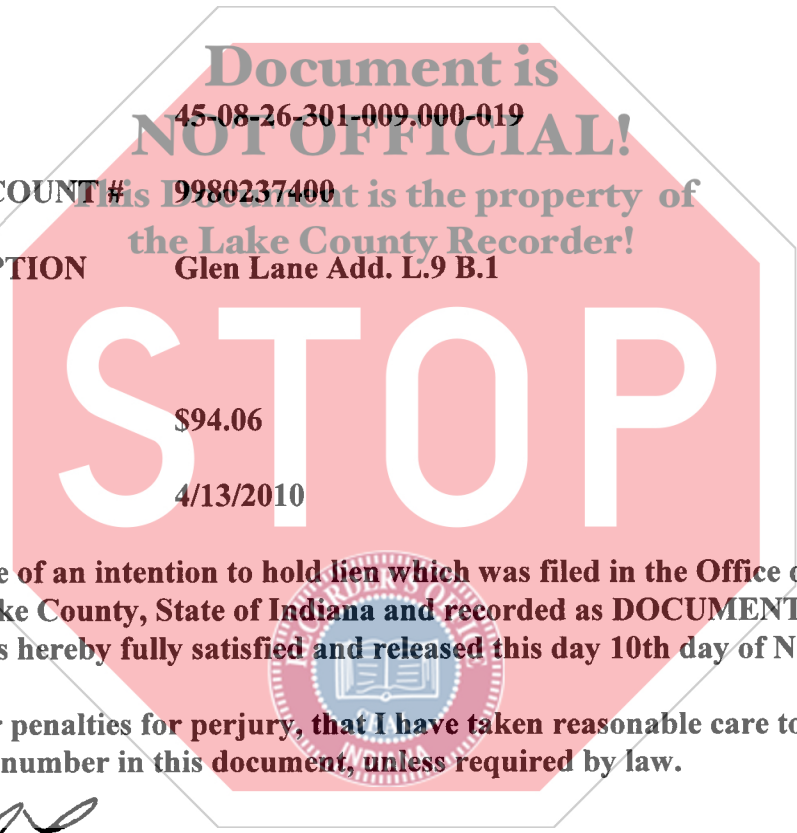 Document is
45-08-26-301-009.000-019
NOT OFFICIAL!
COUNT # 9980237400
This Document is the property of
the Lake County Recorder!
PTION Glen Lane Add. L.9 B.1
STOP
$94.06
4/13/2010
e of an intention to hold lien which was filed in the Office o
ke County, State of Indiana and recorded as DOCUMENT
s hereby fully satisfied and released this day 10th day of N
RECORDER'S OFFICE
r penalties for perjury, that I have taken reasonable care to
number in this document, unless required by law.
INDIANA